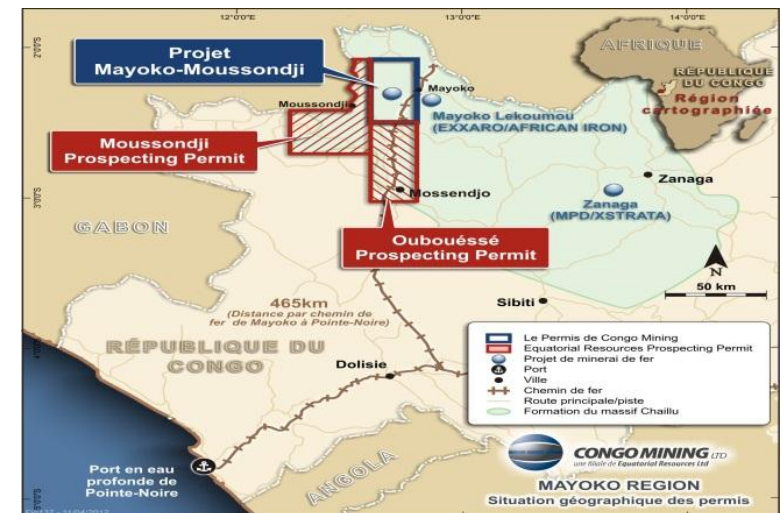 12°0'0"E
13°0'0"E
14°0'0"E
2°0'0"S
3°0'0"S
Projet
Mayoko-Moussondji
Moussondji
Mayoko
Mayoko Lekoumou
(EXXARO/AFRICAN IRON)
AFRIQUE
RÉPUBLIQUE
DU CONGO
Région
cartographiée
Moussondji
Prospecting Permit
Mossendjo
Zanaga
Zanaga
(MPD/XSTRATA)
GABON
Oubouéssé
Prospecting Permit
N
50 km
465km
(Distance par chemin de
fer de Mayoko à Pointe-Noire)
Sibiti
RÉPUBLIQUE DU
CONGO
Dolisie
Le Permis de Congo Mining
Equatorial Resources Prospecting Permit
Projet de minerai de fer
Port
Ville
Chemin de fer
Route principale/piste
Formation du massif Chaillu
Port en eau
profonde de
Pointe-Noire
ANGOLA
CONGO MINING LTD
une filiale de Equatorial Resources Ltd
MAYOKO REGION
Situation géographique des permis